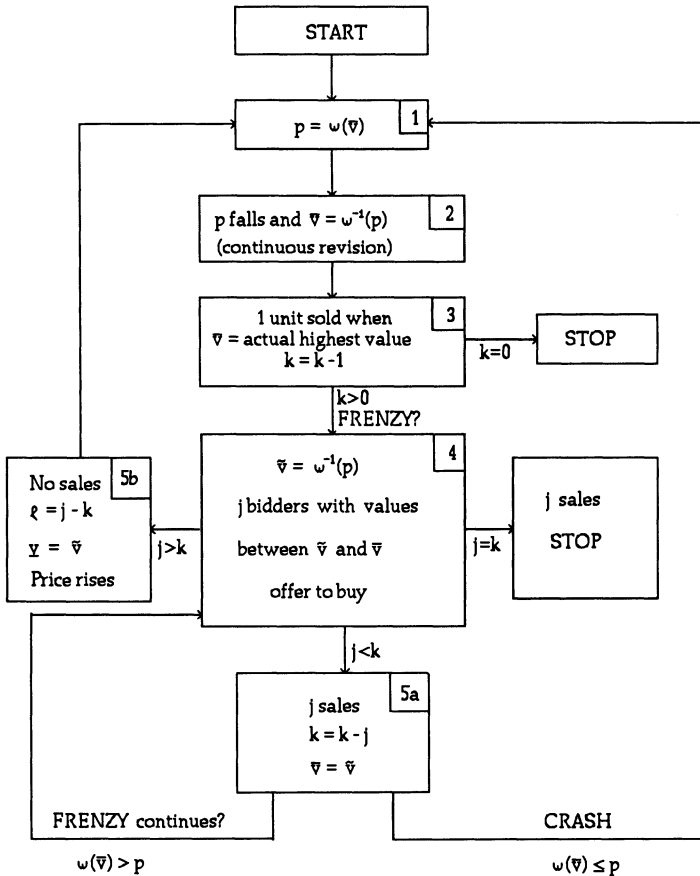 START
p = ω(v̅)
1
2
p falls and v̅ = ω⁻¹(p)
(continuous revision)
3
1 unit sold when
v̅ = actual highest value
k = k -1
k=0
STOP
k>0
FRENZY?
4
ṽ = ω⁻¹(p)
j bidders with values
between ṽ and v̅
offer to buy
5b
No sales
ℓ = j - k
v̲ = ṽ
Price rises
j>k
j=k
j sales
STOP
j<k
5a
j sales
k = k - j
v̅ = ṽ
FRENZY continues?
ω(v̅) > p
CRASH
ω(v̅) ≤ p